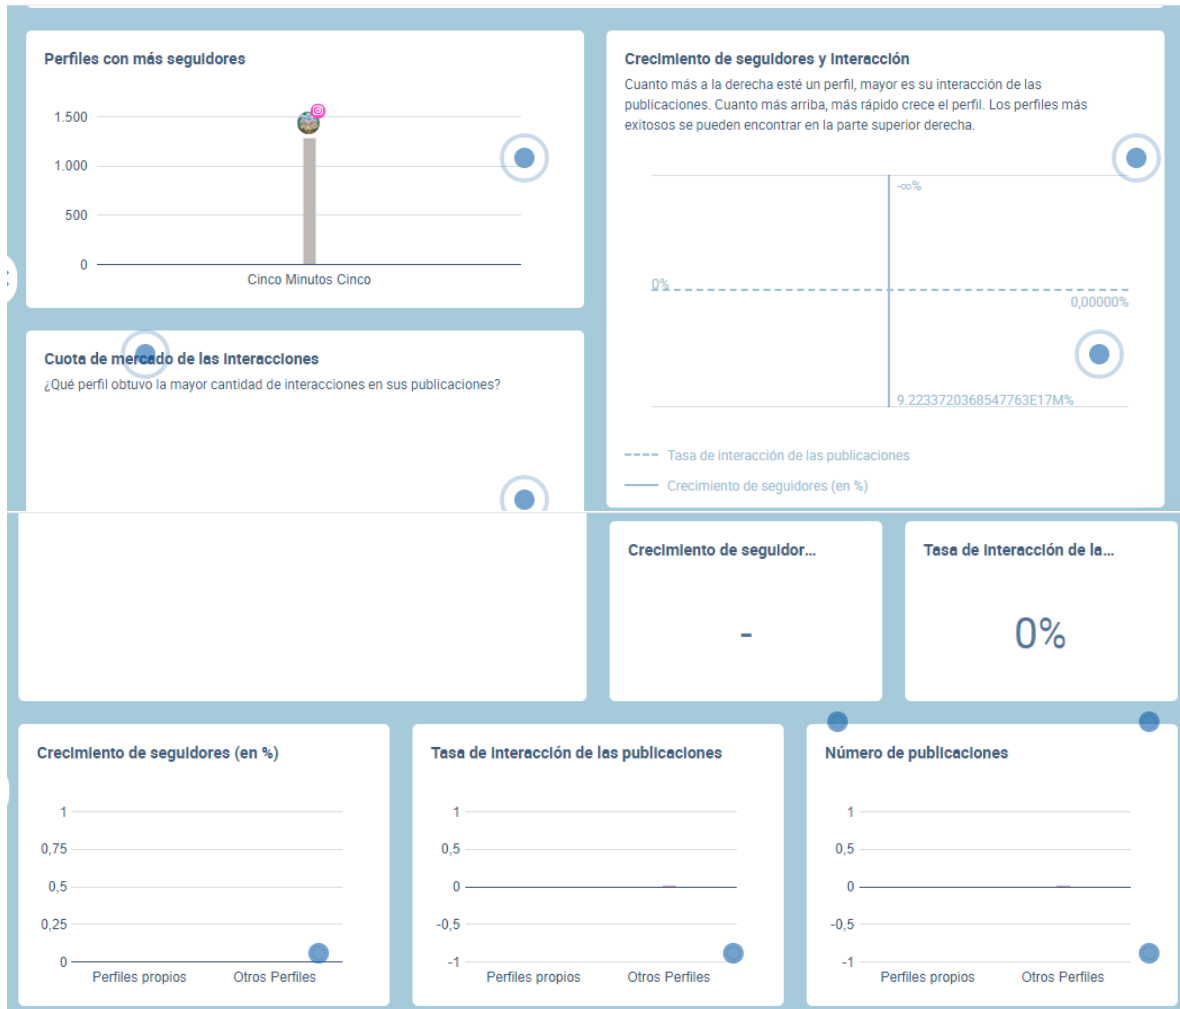 Perfiles con más seguidores
1.500
1.000
500
0
Cinco Minutos Cinco
Crecimiento de seguidores y Interacción
Cuanto más a la derecha esté un perfil, mayor es su interacción de las
publicaciones. Cuanto más arriba, más rápido crece el perfil. Los perfiles más
exitosos se pueden encontrar en la parte superior derecha.
-∞%
0%
0,00000%
9.2233720368547763E17M%
Tasa de interacción de las publicaciones
Crecimiento de seguidores (en %)
Cuota de mercado de las interacciones
¿Qué perfil obtuvo la mayor cantidad de interacciones en sus publicaciones?
Crecimiento de seguidor...
-
Tasa de interacción de la...
0%
Crecimiento de seguidores (en %)
1
0,75
0,5
0,25
0
Perfiles propios Otros Perfiles
Tasa de interacción de las publicaciones
1
0,5
0
-0,5
-1
Perfiles propios Otros Perfiles
Número de publicaciones
1
0,5
0
-0,5
-1
Perfiles propios Otros Perfiles